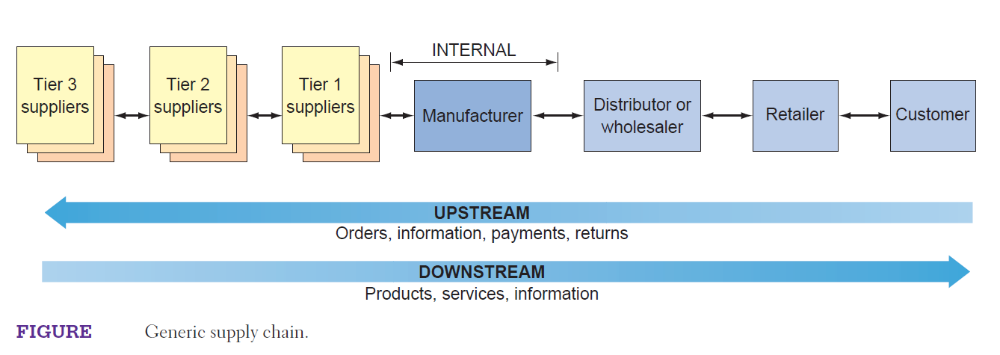 INTERNAL
Tier 3
suppliers
Tier 2
suppliers
Tier 1
suppliers
Manufacturer
Distributor or
wholesaler
Retailer
Customer
UPSTREAM
Orders, information, payments, returns
DOWNSTREAM
Products, services, information
FIGURE Generic supply chain.